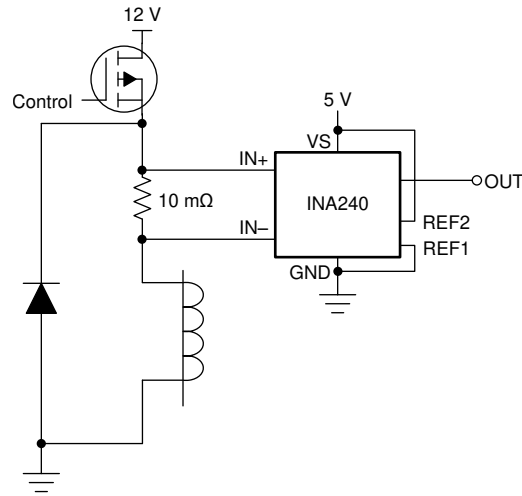 12 V
Control
5 V
VS
IN+
10 mΩ
INA240
OUT
REF2
IN–
REF1
GND